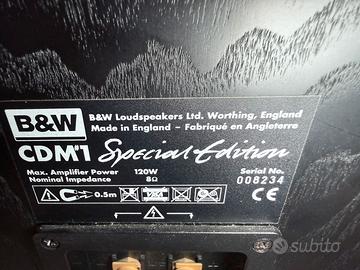 B&W
B&W Loudspeakers Ltd. Worthing, England
Made in England - Fabriqué en Angleterre
CDM1 Special Edition
Max. Amplifier Power 120W Serial No.
Nominal Impedance 8Ω 008234
0.5m CE
subito